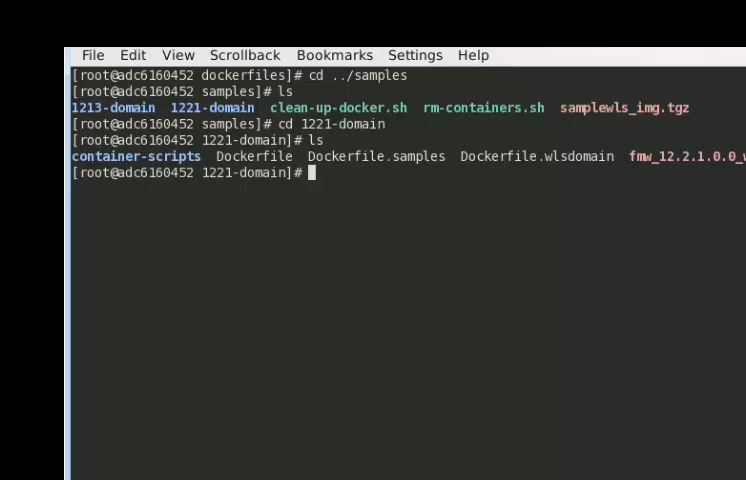 File Edit View Scrollback Bookmarks Settings Help
[root@adc6160452 dockerfiles]# cd ../samples
[root@adc6160452 samples]# ls
1213-domain 1221-domain clean-up-docker.sh rm-containers.sh samplewls_img.tgz
[root@adc6160452 samples]# cd 1221-domain
[root@adc6160452 1221-domain]# ls
container-scripts Dockerfile Dockerfile.samples Dockerfile.wlsdomain fmw_12.2.1.0.0_w
[root@adc6160452 1221-domain]#